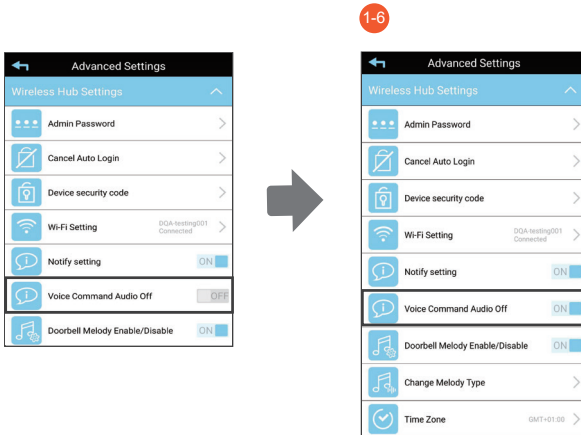 1-6
Advanced Settings
Wireless Hub Settings
Admin Password
Cancel Auto Login
Device security code
Wi-Fi Setting
DQA-testing001
Connected
Notify setting
ON
Voice Command Audio Off
OFF
Doorbell Melody Enable/Disable
ON
Advanced Settings
Wireless Hub Settings
Admin Password
Cancel Auto Login
Device security code
Wi-Fi Setting
DQA-testing001
Connected
Notify setting
ON
Voice Command Audio Off
ON
Doorbell Melody Enable/Disable
ON
Change Melody Type
Time Zone
GMT+01:00